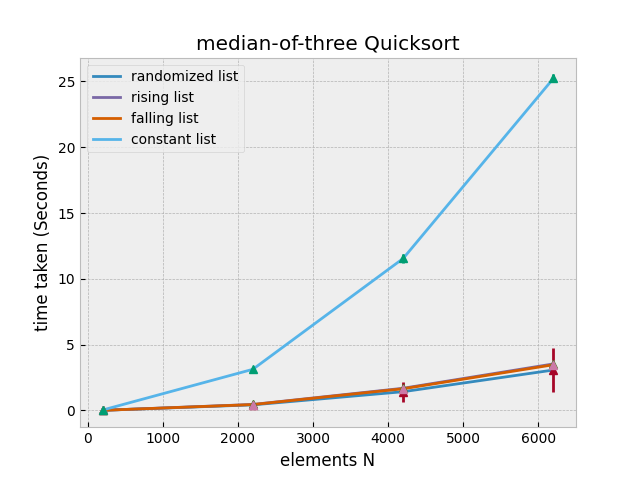 median-of-three Quicksort
randomized list
rising list
falling list
constant list
25
20
15
10
5
0
time taken (Seconds)
0 1000 2000 3000 4000 5000 6000
elements N